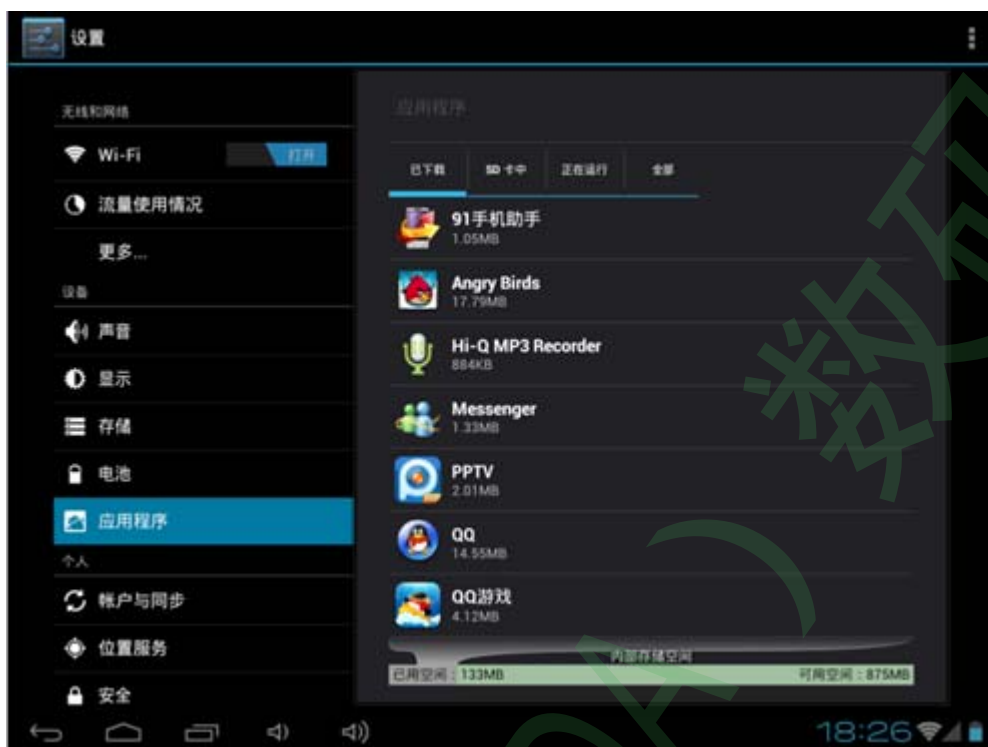 设置
无线和网络
Wi-Fi 打开
流量使用情况
更多...
设备
声音
显示
存储
电池
应用程序
个人
帐户与同步
位置服务
安全
应用程序
已下载 SD 卡中 正在运行 全部
91手机助手
1.05MB
Angry Birds
17.79MB
Hi-Q MP3 Recorder
884KB
Messenger
1.33MB
PPTV
2.01MB
QQ
14.55MB
QQ游戏
4.12MB
内部存储空间
已用空间：133MB 可用空间：875MB
18:26
DA）数码